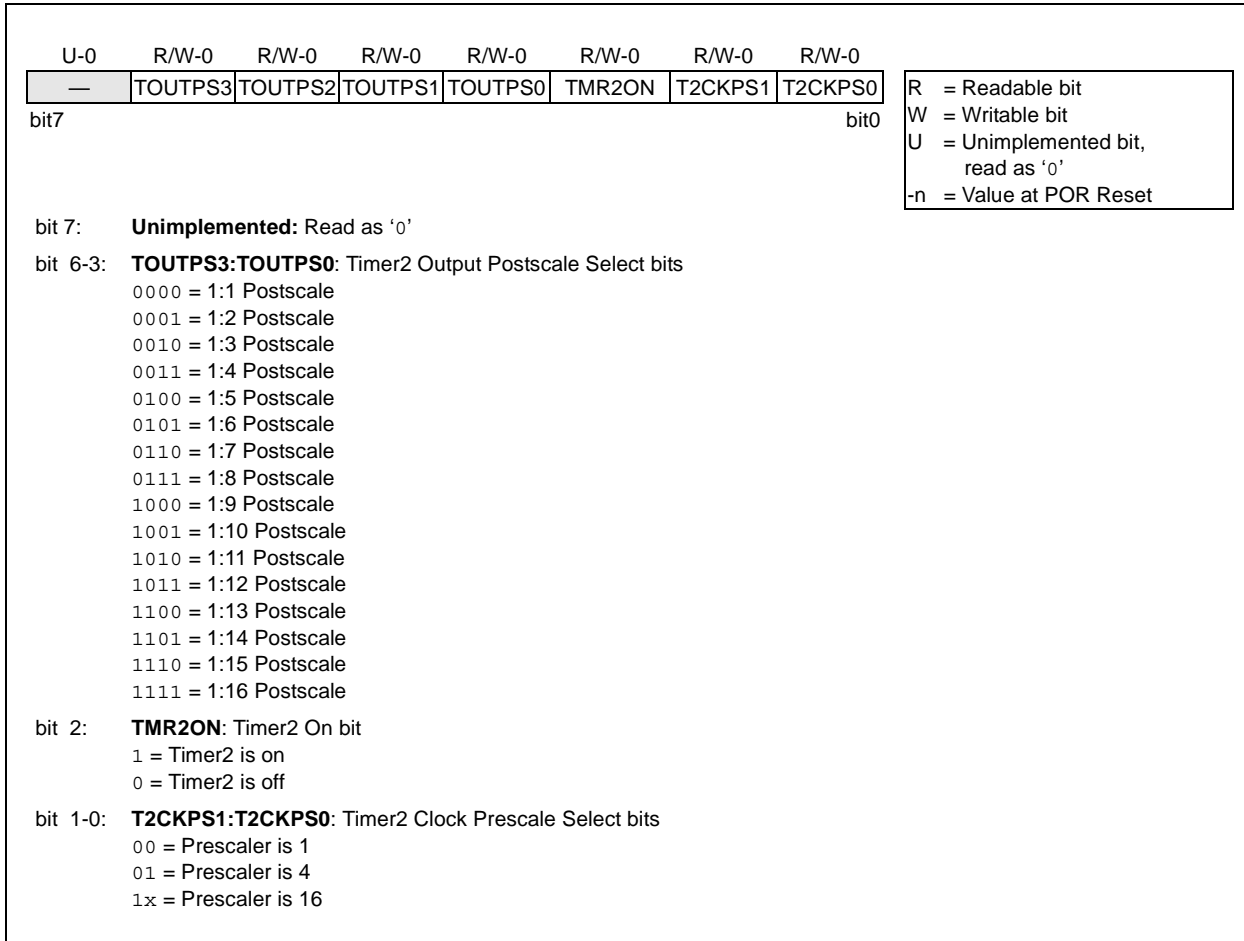 U-0 R/W-0 R/W-0 R/W-0 R/W-0 R/W-0 R/W-0 R/W-0
— TOUTPS3 TOUTPS2 TOUTPS1 TOUTPS0 TMR2ON T2CKPS1 T2CKPS0
bit7 bit0
R = Readable bit
W = Writable bit
U = Unimplemented bit,
read as ‘0’
-n = Value at POR Reset
bit 7: Unimplemented: Read as ‘0’
bit 6-3: TOUTPS3:TOUTPS0: Timer2 Output Postscale Select bits
0000 = 1:1 Postscale
0001 = 1:2 Postscale
0010 = 1:3 Postscale
0011 = 1:4 Postscale
0100 = 1:5 Postscale
0101 = 1:6 Postscale
0110 = 1:7 Postscale
0111 = 1:8 Postscale
1000 = 1:9 Postscale
1001 = 1:10 Postscale
1010 = 1:11 Postscale
1011 = 1:12 Postscale
1100 = 1:13 Postscale
1101 = 1:14 Postscale
1110 = 1:15 Postscale
1111 = 1:16 Postscale
bit 2: TMR2ON: Timer2 On bit
1 = Timer2 is on
0 = Timer2 is off
bit 1-0: T2CKPS1:T2CKPS0: Timer2 Clock Prescale Select bits
00 = Prescaler is 1
01 = Prescaler is 4
1x = Prescaler is 16